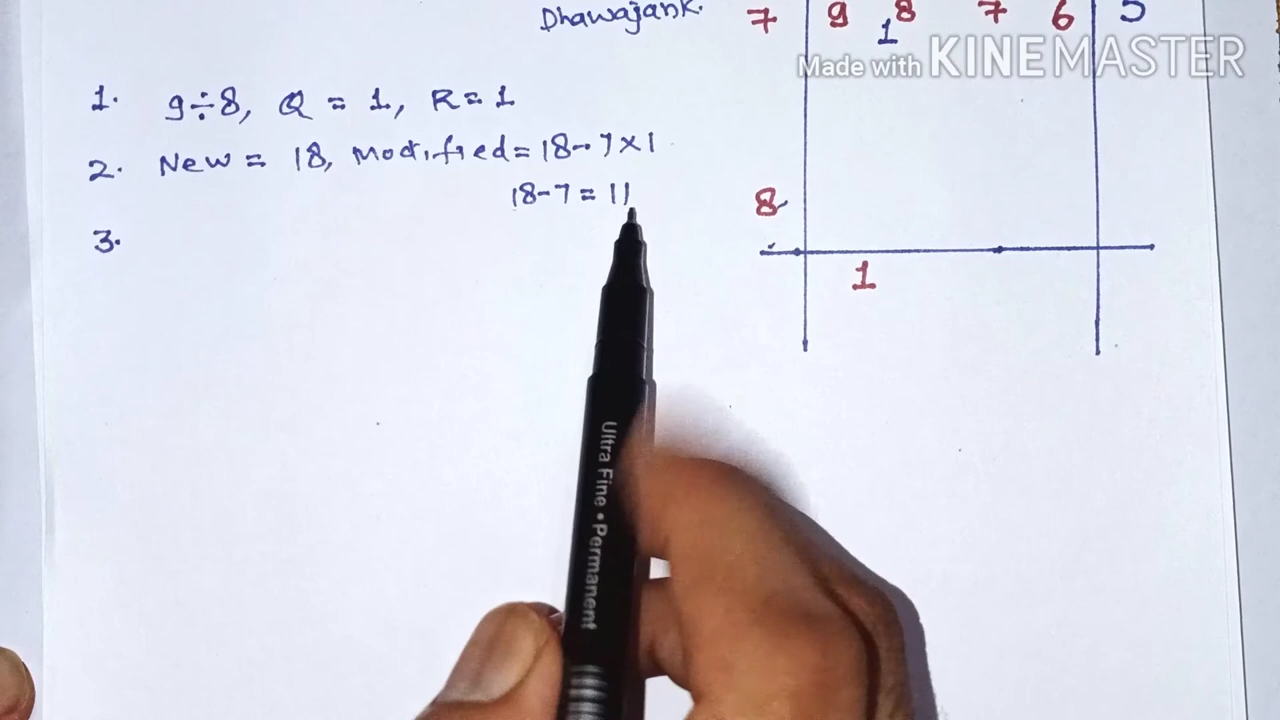 Dhawajank. 7 9 8 7 6 5
1
Made with KINEMASTER
1. 9÷8, Q = 1, R = 1
2. New = 18, Modified = 18-7×1
18-7 = 11
8
3.
1
Ultra Fine • Permanent